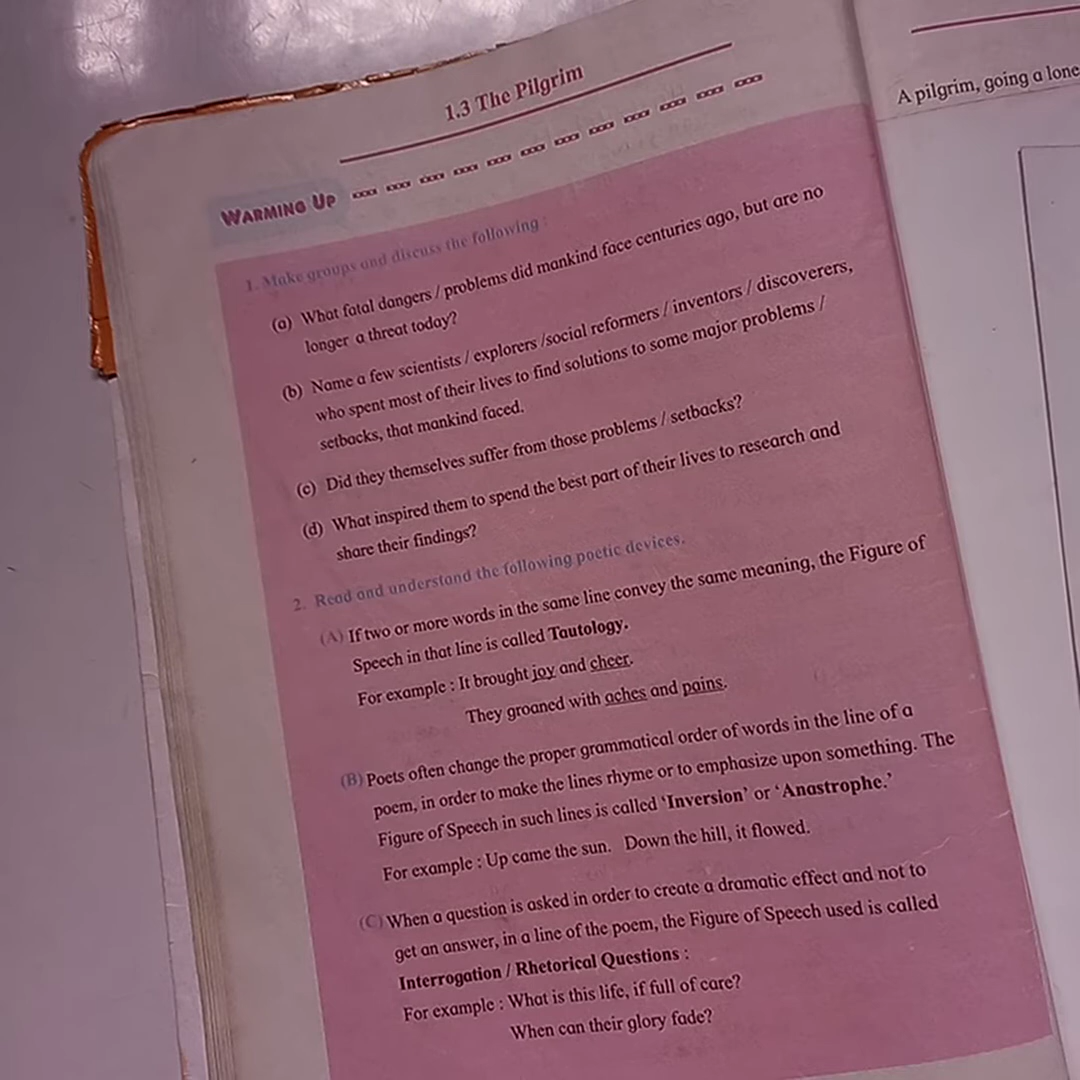 1.3 The Pilgrim
WARMING UP
1. Make groups and discuss the following :
(a) What fatal dangers / problems did mankind face centuries ago, but are no
longer a threat today?
(b) Name a few scientists / explorers /social reformers / inventors / discoverers,
who spent most of their lives to find solutions to some major problems /
setbacks, that mankind faced.
(c) Did they themselves suffer from those problems / setbacks?
(d) What inspired them to spend the best part of their lives to research and
share their findings?
2. Read and understand the following poetic devices.
(A) If two or more words in the same line convey the same meaning, the Figure of
Speech in that line is called Tautology.
For example : It brought joy and cheer.
They groaned with aches and pains.
(B) Poets often change the proper grammatical order of words in the line of a
poem, in order to make the lines rhyme or to emphasize upon something. The
Figure of Speech in such lines is called 'Inversion' or 'Anastrophe.'
For example : Up came the sun. Down the hill, it flowed.
(C) When a question is asked in order to create a dramatic effect and not to
get an answer, in a line of the poem, the Figure of Speech used is called
Interrogation / Rhetorical Questions :
For example : What is this life, if full of care?
When can their glory fade?
A pilgrim, going a lone